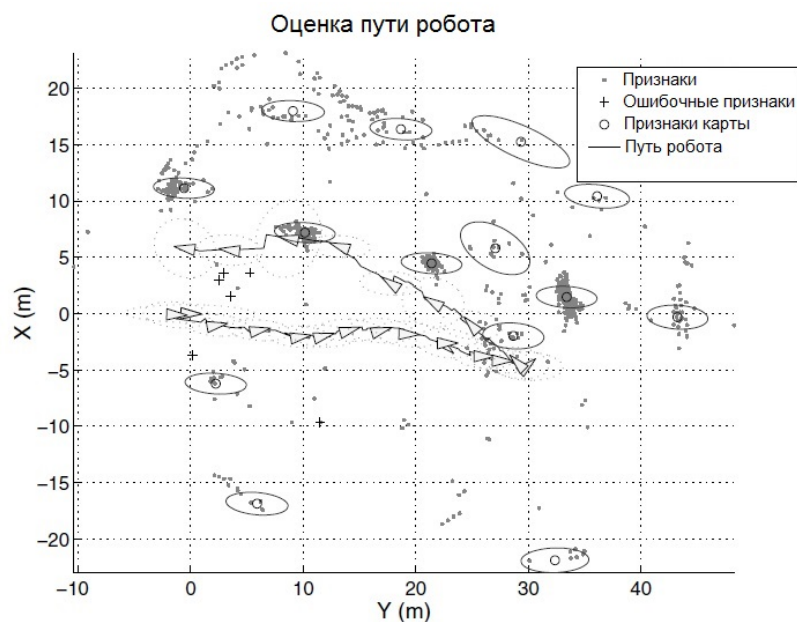 Оценка пути робота
Признаки
Ошибочные признаки
Признаки карты
Путь робота
20
15
10
5
0
−5
−10
−15
−20
X (m)
−10
0
10
20
30
40
Y (m)